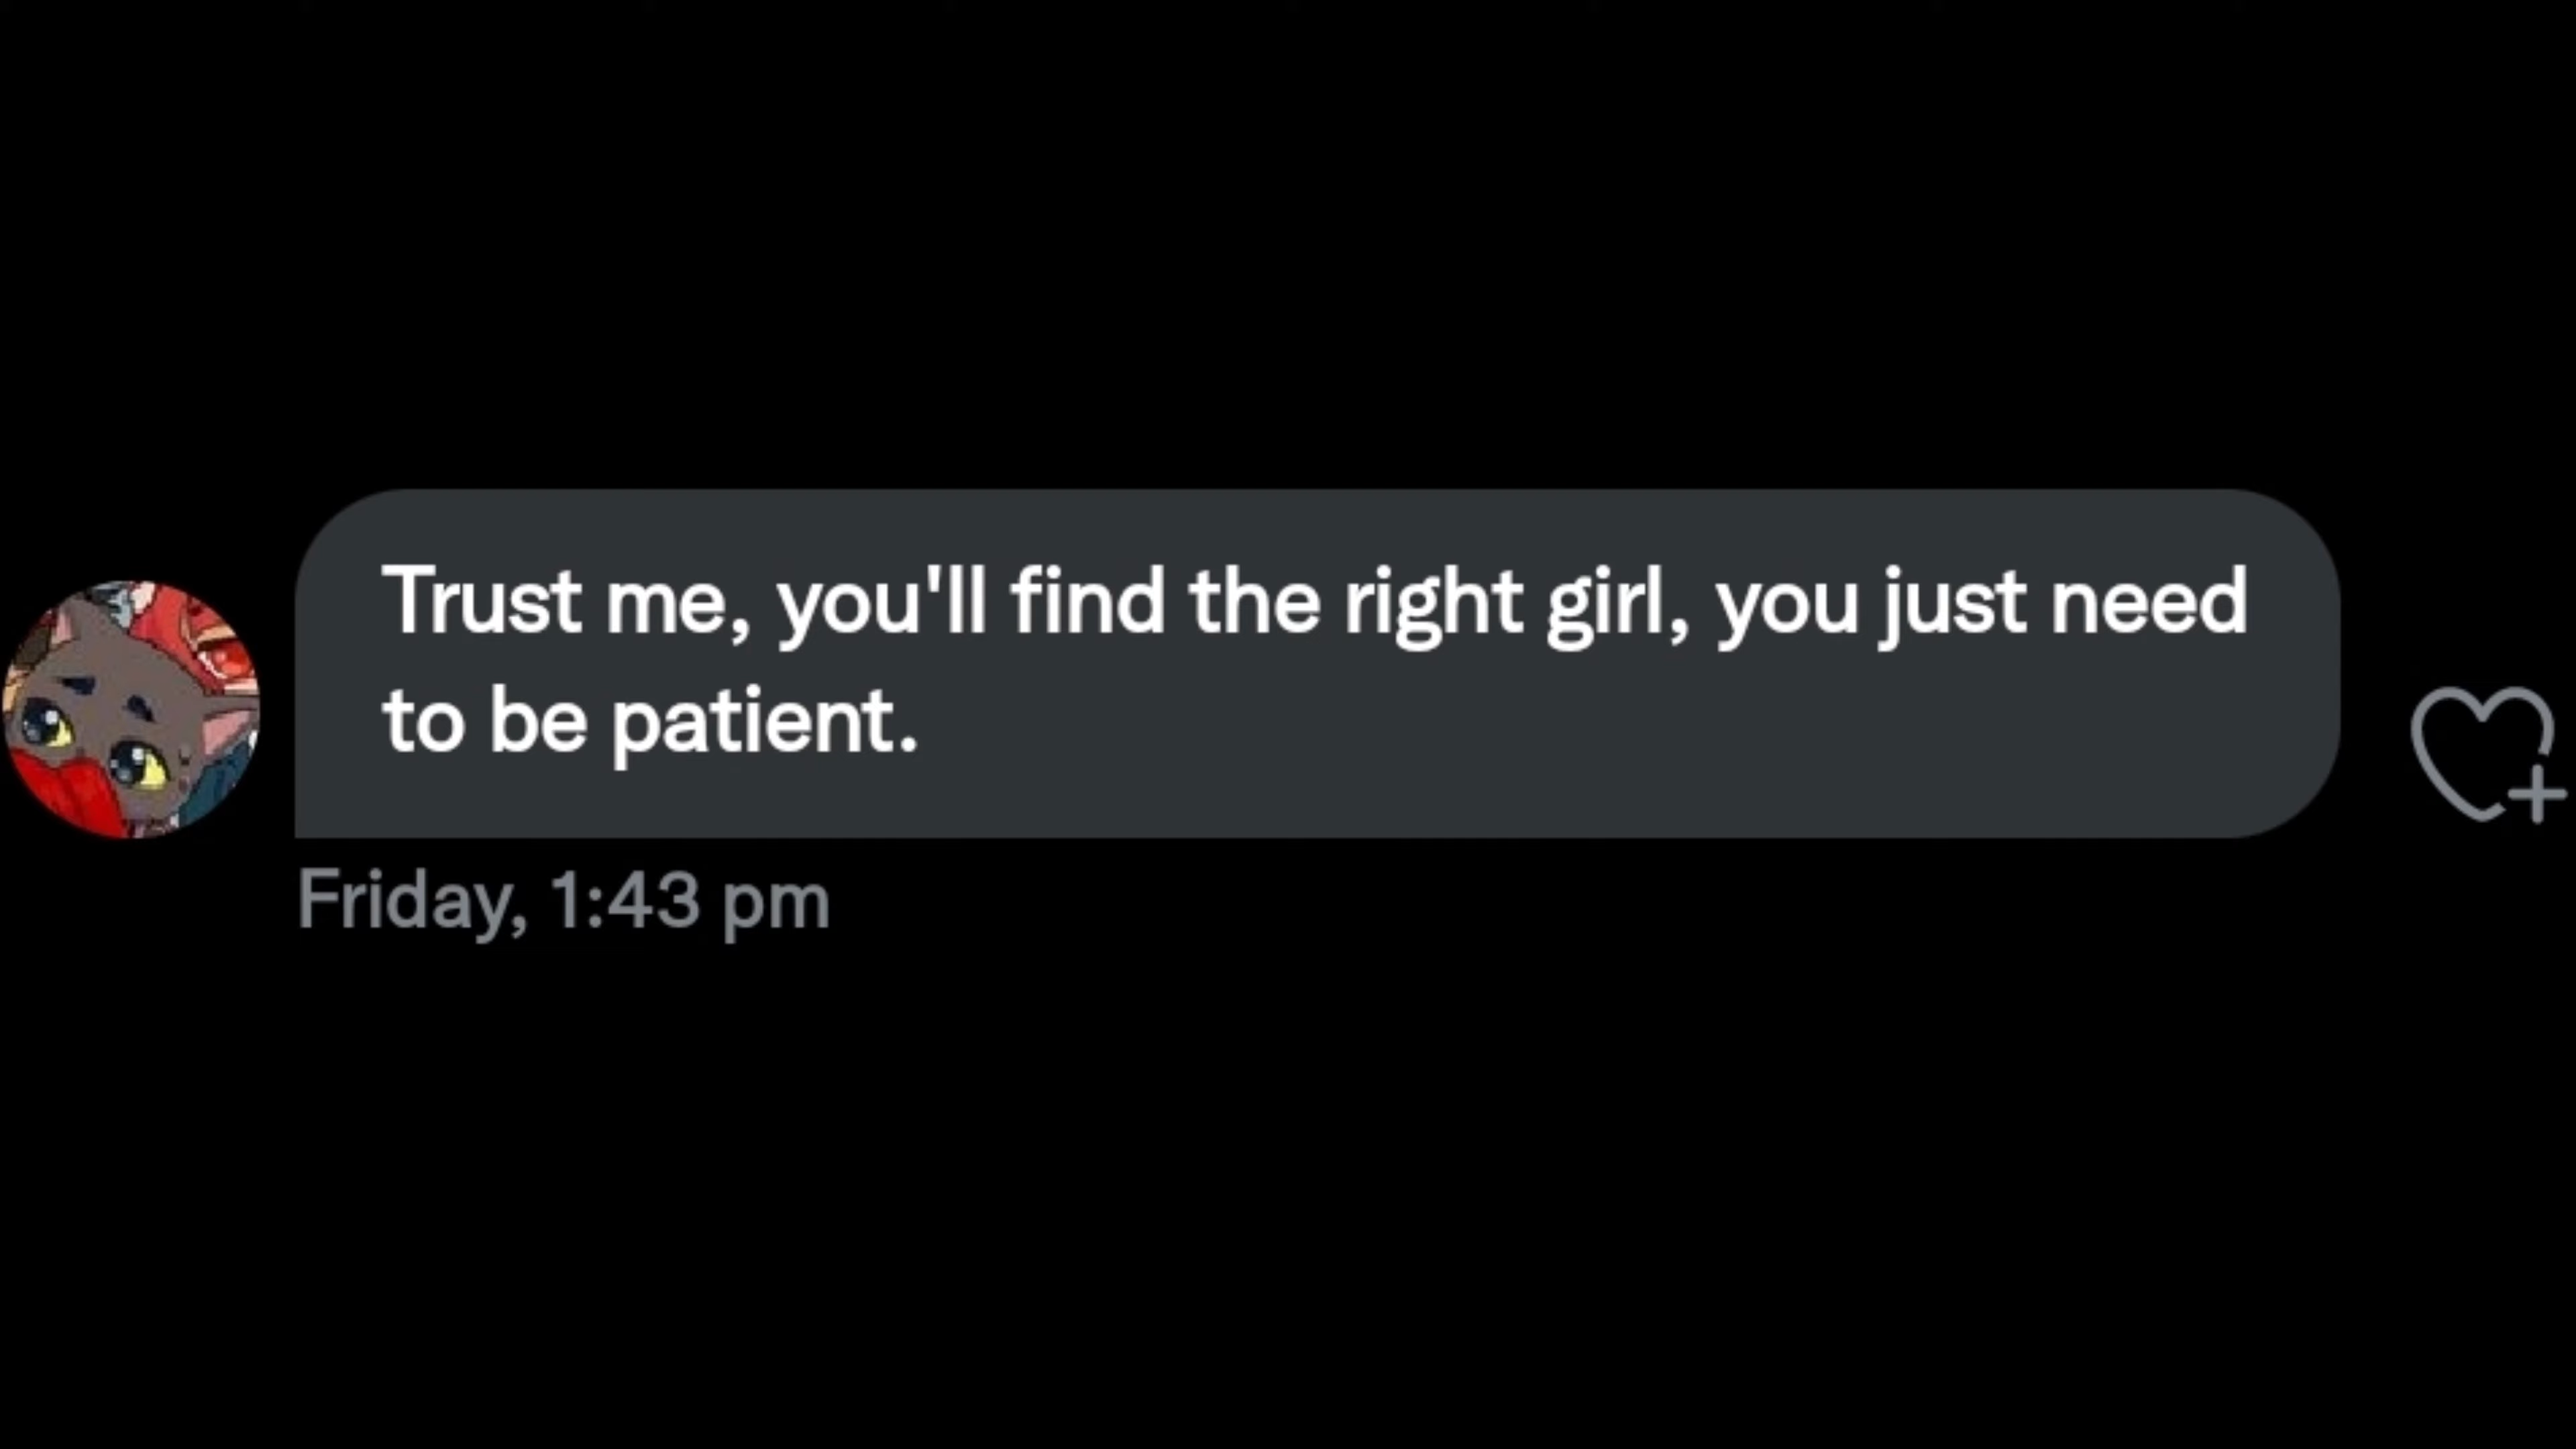 Trust me, you'll find the right girl, you just need
to be patient.
Friday, 1:43 pm